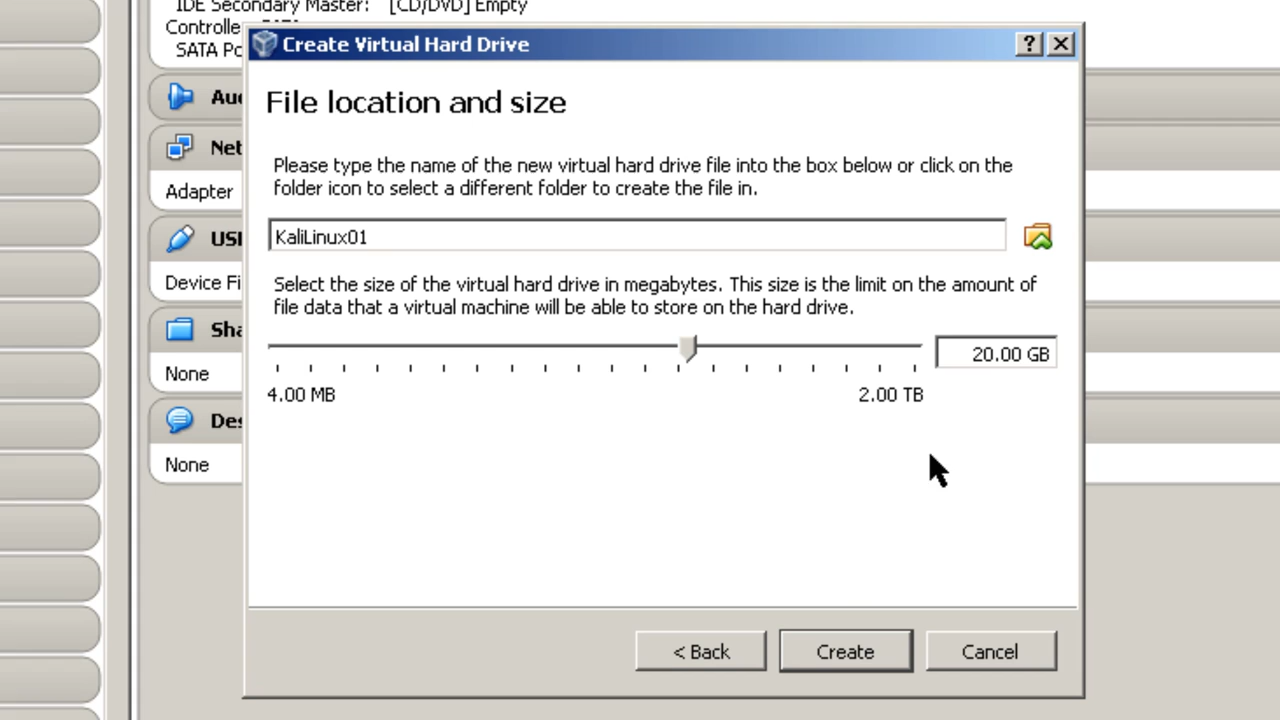 IDE Secondary Master: [CD/DVD] Empty
Controlle
SATA Po
Create Virtual Hard Drive
?
File location and size
Please type the name of the new virtual hard drive file into the box below or click on the
folder icon to select a different folder to create the file in.
KaliLinux01
Select the size of the virtual hard drive in megabytes. This size is the limit on the amount of
file data that a virtual machine will be able to store on the hard drive.
20.00 GB
4.00 MB 2.00 TB
Net
Adapter
Device Fi
Sha
None
Des
None
< Back Create Cancel